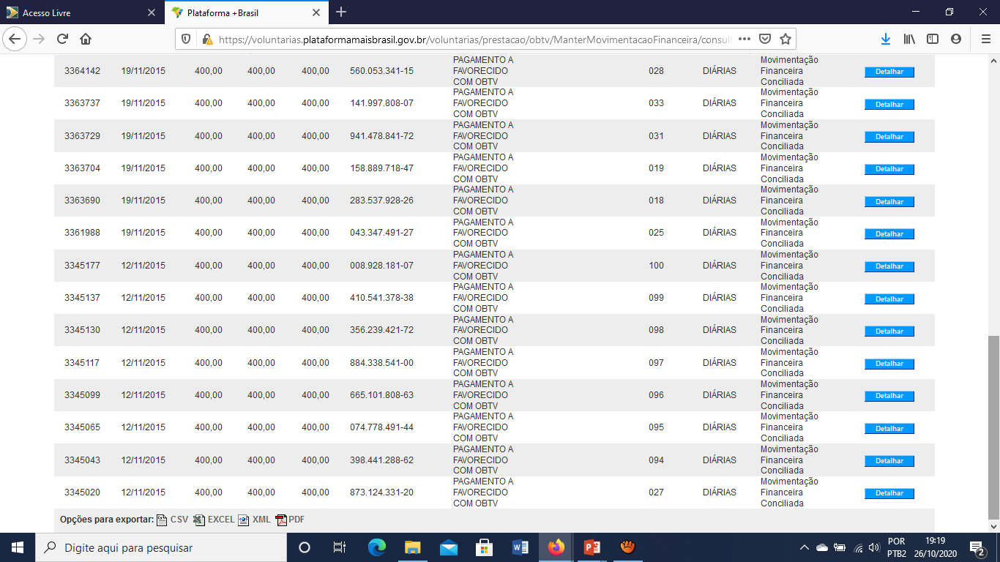 Acesso Livre
Plataforma +Brasil
https://voluntarias.plataformamaisbrasil.gov.br/voluntarias/prestacao/obtv/ManterMovimentacaoFinanceira/consult
3364142 19/11/2015 400,00 400,00 400,00 560.053.341-15 PAGAMENTO A FAVORECIDO COM OBTV 028 DIÁRIAS Movimentação Financeira Conciliada Detalhar
3363737 19/11/2015 400,00 400,00 400,00 141.997.808-07 PAGAMENTO A FAVORECIDO COM OBTV 033 DIÁRIAS Movimentação Financeira Conciliada Detalhar
3363729 19/11/2015 400,00 400,00 400,00 941.478.841-72 PAGAMENTO A FAVORECIDO COM OBTV 031 DIÁRIAS Movimentação Financeira Conciliada Detalhar
3363704 19/11/2015 400,00 400,00 400,00 158.889.718-47 PAGAMENTO A FAVORECIDO COM OBTV 019 DIÁRIAS Movimentação Financeira Conciliada Detalhar
3363690 19/11/2015 400,00 400,00 400,00 283.537.928-26 PAGAMENTO A FAVORECIDO COM OBTV 018 DIÁRIAS Movimentação Financeira Conciliada Detalhar
3361988 19/11/2015 400,00 400,00 400,00 043.347.491-27 PAGAMENTO A FAVORECIDO COM OBTV 025 DIÁRIAS Movimentação Financeira Conciliada Detalhar
3345177 12/11/2015 400,00 400,00 400,00 008.928.181-07 PAGAMENTO A FAVORECIDO COM OBTV 100 DIÁRIAS Movimentação Financeira Conciliada Detalhar
3345137 12/11/2015 400,00 400,00 400,00 410.541.378-38 PAGAMENTO A FAVORECIDO COM OBTV 099 DIÁRIAS Movimentação Financeira Conciliada Detalhar
3345130 12/11/2015 400,00 400,00 400,00 356.239.421-72 PAGAMENTO A FAVORECIDO COM OBTV 098 DIÁRIAS Movimentação Financeira Conciliada Detalhar
3345117 12/11/2015 400,00 400,00 400,00 884.338.541-00 PAGAMENTO A FAVORECIDO COM OBTV 097 DIÁRIAS Movimentação Financeira Conciliada Detalhar
3345099 12/11/2015 400,00 400,00 400,00 665.101.808-63 PAGAMENTO A FAVORECIDO COM OBTV 096 DIÁRIAS Movimentação Financeira Conciliada Detalhar
3345065 12/11/2015 400,00 400,00 400,00 074.778.491-44 PAGAMENTO A FAVORECIDO COM OBTV 095 DIÁRIAS Movimentação Financeira Conciliada Detalhar
3345043 12/11/2015 400,00 400,00 400,00 398.441.288-62 PAGAMENTO A FAVORECIDO COM OBTV 094 DIÁRIAS Movimentação Financeira Conciliada Detalhar
3345020 12/11/2015 400,00 400,00 400,00 873.124.331-20 PAGAMENTO A FAVORECIDO COM OBTV 027 DIÁRIAS Movimentação Financeira Conciliada Detalhar
Opções para exportar: CSV EXCEL XML PDF
Digite aqui para pesquisar
POR 19:19
PTB2 26/10/2020 2